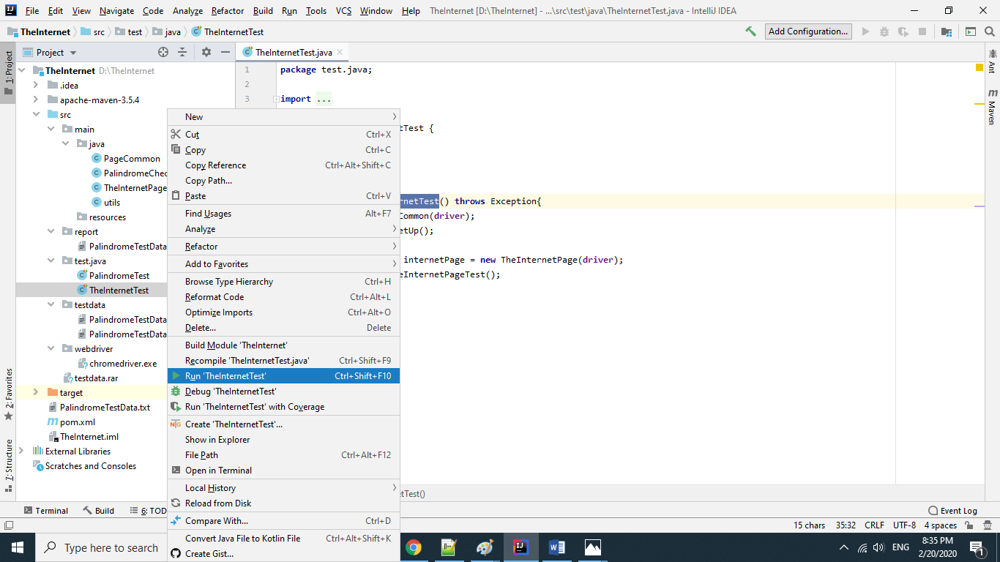 File Edit View Navigate Code Analyze Refactor Build Run Tools VCS Window Help TheInternet [D:\TheInternet] - ...\src\test\java\TheInternetTest.java - IntelliJ IDEA
TheInternet src test java TheInternetTest Add Configuration...
1: Project
Project
TheInternetTest.java
TheInternet D:\TheInternet
.idea
apache-maven-3.5.4
src
main
java
PageCommon
PalindromeChec
TheInternetPage
utils
resources
report
PalindromeTestData
test.java
PalindromeTest
TheInternetTest
testdata
PalindromeTestData
PalindromeTestData
webdriver
chromedriver.exe
testdata.rar
target
PalindromeTestData.txt
pom.xml
TheInternet.iml
External Libraries
Scratches and Consoles
2: Favorites
7: Structure
1 package test.java;
2
3 import ...
tTest {
rnetTest() throws Exception{
Common(driver);
etUp();
internetPage = new TheInternetPage(driver);
eInternetPageTest();
etTest()
New
Cut Ctrl+X
Copy Ctrl+C
Copy Reference Ctrl+Alt+Shift+C
Copy Path...
Paste Ctrl+V
Find Usages Alt+F7
Analyze
Refactor
Add to Favorites
Browse Type Hierarchy Ctrl+H
Reformat Code Ctrl+Alt+L
Optimize Imports Ctrl+Alt+O
Delete... Delete
Build Module 'TheInternet'
Recompile 'TheInternetTest.java' Ctrl+Shift+F9
Run 'TheInternetTest' Ctrl+Shift+F10
Debug 'TheInternetTest'
Run 'TheInternetTest' with Coverage
Create 'TheInternetTest'...
Show in Explorer
File Path Ctrl+Alt+F12
Open in Terminal
Local History
Reload from Disk
Compare With... Ctrl+D
Convert Java File to Kotlin File Ctrl+Alt+Shift+K
Create Gist...
Ant
m
Maven
Terminal Build 6: TOD Event Log
15 chars 35:32 CRLF UTF-8 4 spaces
Type here to search
ENG
8:35 PM
2/20/2020
1